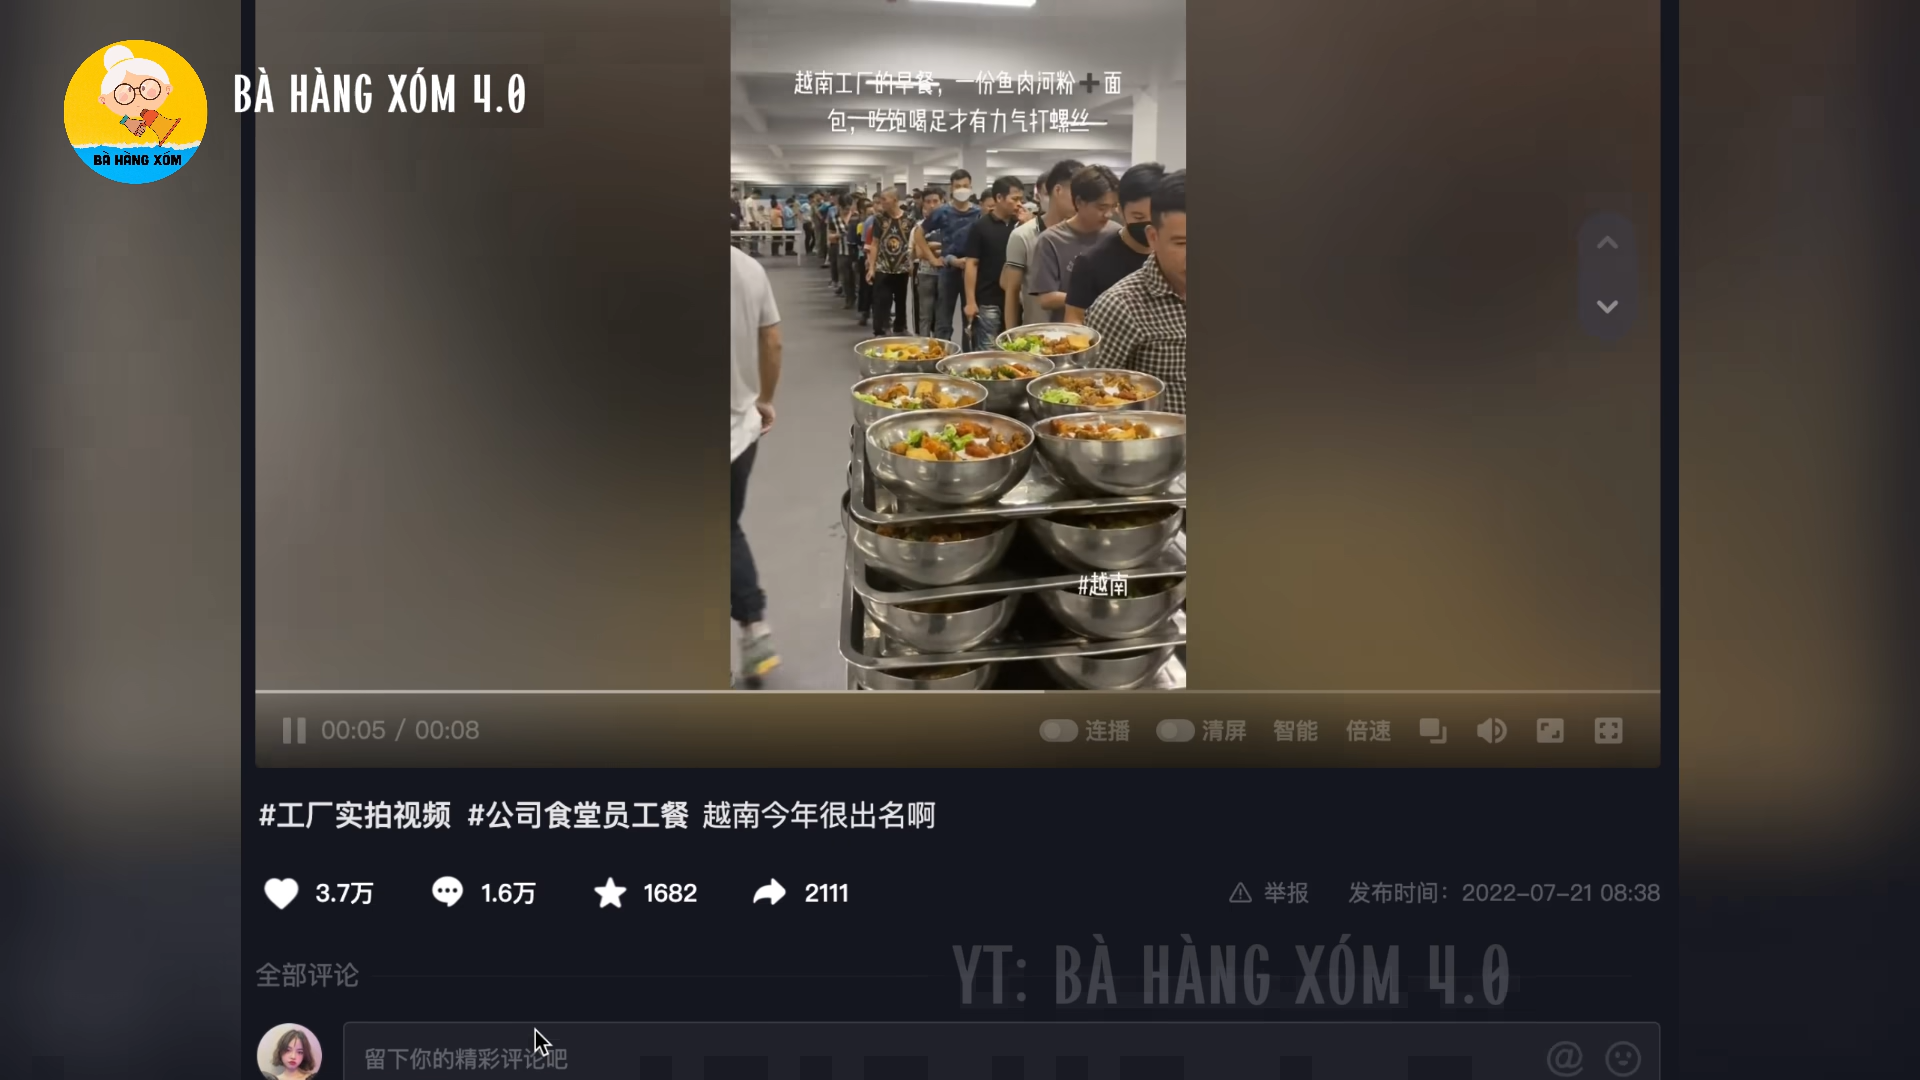 BÀ HÀNG XÓM 4.0
BÀ HÀNG XÓM
越南工厂的早餐，一份鱼肉河粉➕面
包，吃饱喝足才有力气打螺丝
#越南
00:05 / 00:08
连播 清屏 智能 倍速
#工厂实拍视频 #公司食堂员工餐 越南今年很出名啊
3.7万 1.6万 1682 2111
举报 发布时间：2022-07-21 08:38
YT: BÀ HÀNG XÓM 4.0
全部评论
留下你的精彩评论吧
@